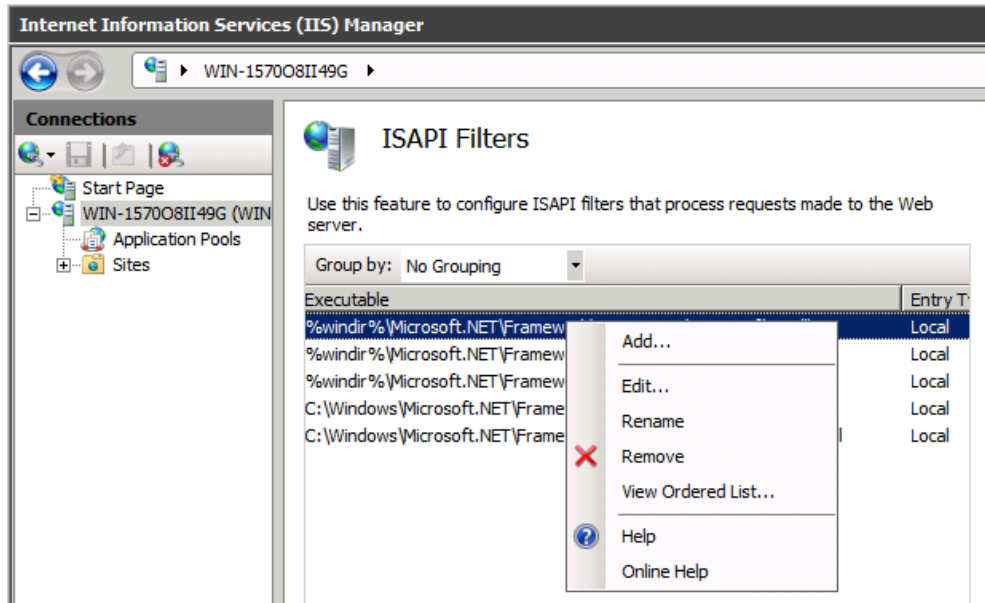 Internet Information Services (IIS) Manager
WIN-1570O8II49G
Connections
Start Page
WIN-1570O8II49G (WIN
Application Pools
Sites
ISAPI Filters
Use this feature to configure ISAPI filters that process requests made to the Web
server.
Group by: No Grouping
Executable Entry T
%windir%\Microsoft.NET\Framew Local
%windir%\Microsoft.NET\Framew Local
%windir%\Microsoft.NET\Framew Local
C:\Windows\Microsoft.NET\Frame Local
C:\Windows\Microsoft.NET\Frame Local
Add...
Edit...
Rename
Remove
View Ordered List...
Help
Online Help